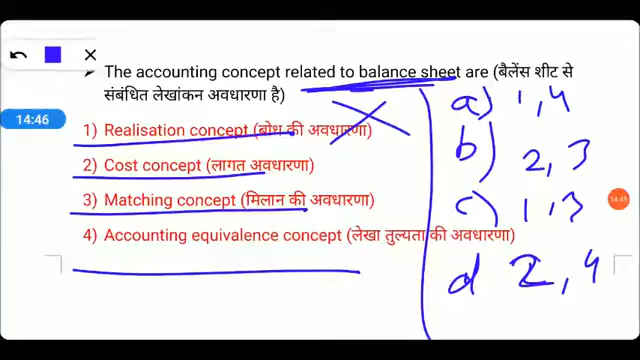 The accounting concept related to balance sheet are (बैलेंस शीट से
संबंधित लेखांकन अवधारणा है)
14:46
1) Realisation concept (बोध की अवधारणा)
2) Cost concept (लागत अवधारणा)
3) Matching concept (मिलान की अवधारणा)
4) Accounting equivalence concept (लेखा तुल्यता की अवधारणा)
a) 1,4
b) 2,3
c) 1,3
d 2,4
14:45